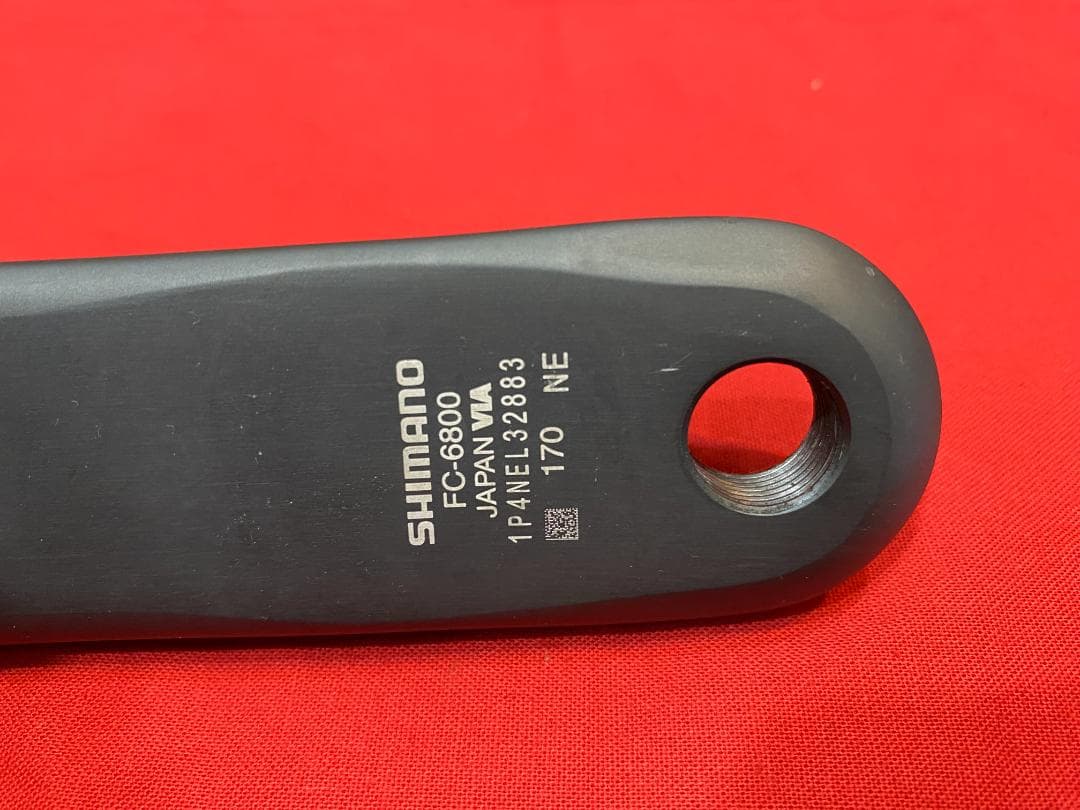 SHIMANO
FC-6800
JAPAN VIA
1P4NEL32883
170 NE